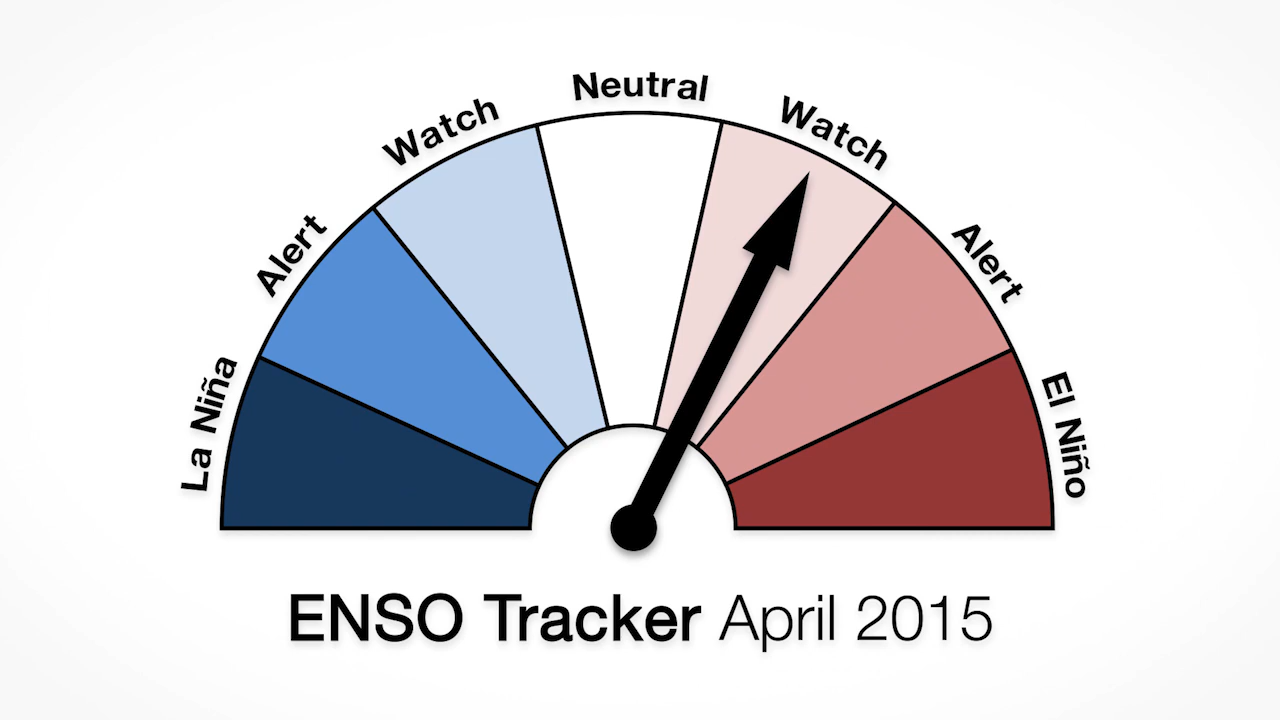 La Niña
Alert
Watch
Neutral
Watch
Alert
El Niño
ENSO Tracker April 2015